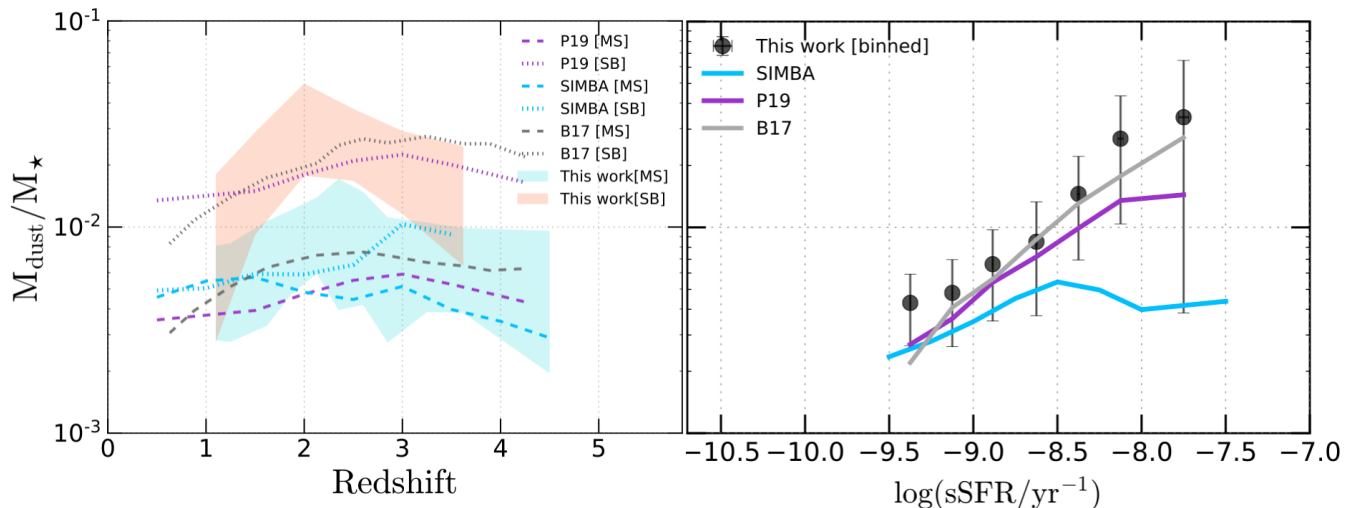 10⁻¹
10⁻²
10⁻³
M_dust/M★
P19 [MS]
P19 [SB]
SIMBA [MS]
SIMBA [SB]
B17 [MS]
B17 [SB]
This work[MS]
This work[SB]
0 1 2 3 4 5
Redshift
This work [binned]
SIMBA
P19
B17
−10.5 −10.0 −9.5 −9.0 −8.5 −8.0 −7.5 −7.0
log(sSFR/yr⁻¹)